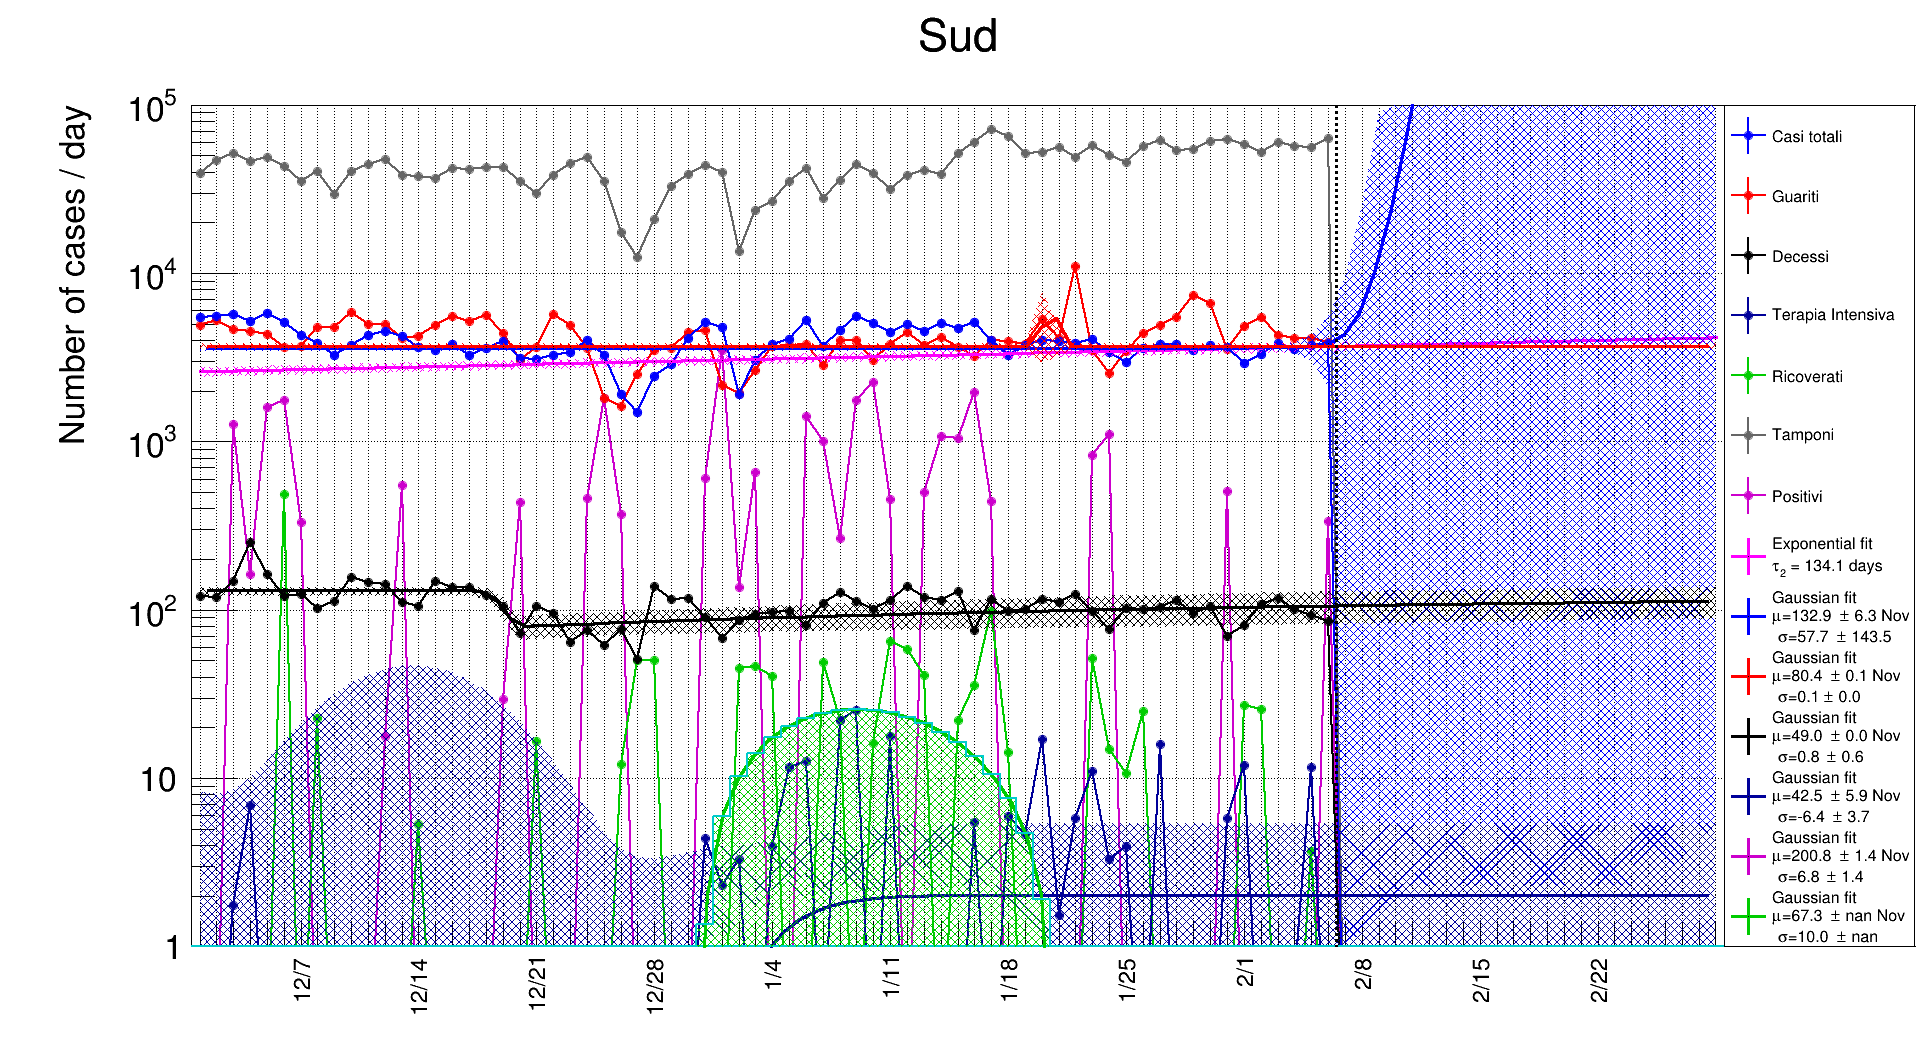 Sud
Number of cases / day
10^5
10^4
10^3
10^2
10
1
12/7
12/14
12/21
12/28
1/4
1/11
1/18
1/25
2/1
2/8
2/15
2/22
Casi totali
Guariti
Decessi
Terapia Intensiva
Ricoverati
Tamponi
Positivi
Exponential fit
τ₂ = 134.1 days
Gaussian fit
μ=132.9 ± 6.3 Nov
σ=57.7 ± 143.5
Gaussian fit
μ=80.4 ± 0.1 Nov
σ=0.1 ± 0.0
Gaussian fit
μ=49.0 ± 0.0 Nov
σ=0.8 ± 0.6
Gaussian fit
μ=42.5 ± 5.9 Nov
σ=-6.4 ± 3.7
Gaussian fit
μ=200.8 ± 1.4 Nov
σ=6.8 ± 1.4
Gaussian fit
μ=67.3 ± nan Nov
σ=10.0 ± nan